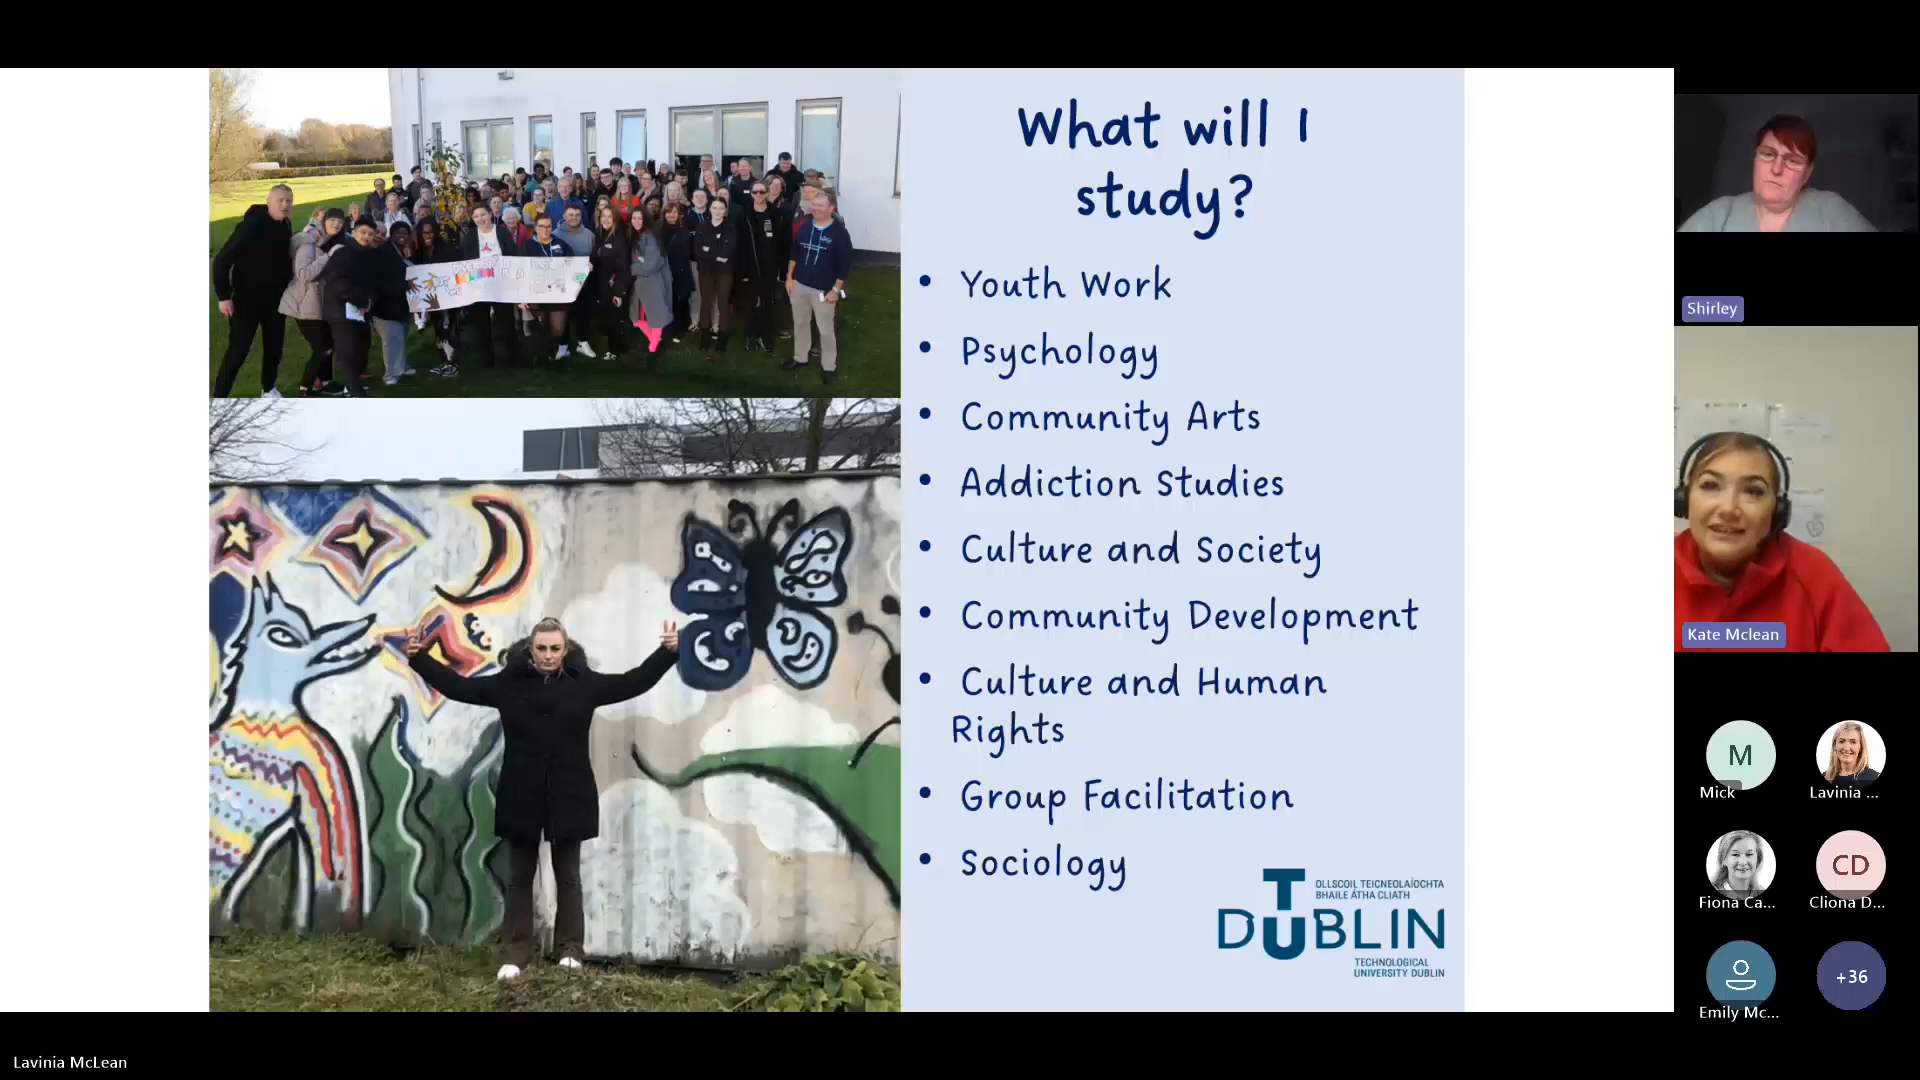 What will I
study?
• Youth Work
• Psychology
• Community Arts
• Addiction Studies
• Culture and Society
• Community Development
• Culture and Human
Rights
• Group Facilitation
• Sociology
OLLSCOIL TEICNEOLAÍOCHTA
BHAILE ÁTHA CLIATH
TU DUBLIN
TECHNOLOGICAL
UNIVERSITY DUBLIN
Shirley
Kate Mclean
M
Mick
Lavinia ...
Fiona Ca...
CD
Cliona D...
Emily Mc...
+36
Lavinia McLean